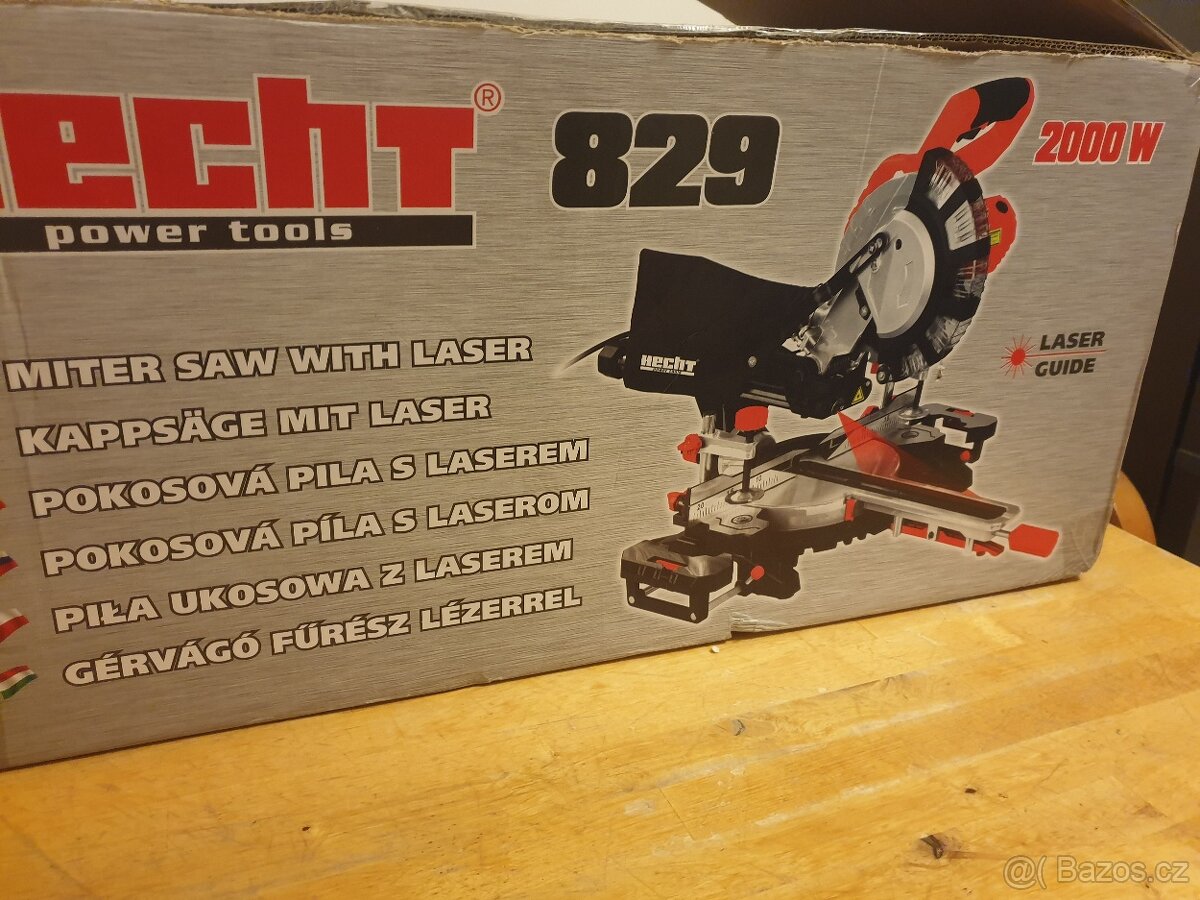 HECHT®
power tools
829
2000 W
HECHT
LASER
GUIDE
MITER SAW WITH LASER
KAPPSÄGE MIT LASER
POKOSOVÁ PILA S LASEREM
POKOSOVÁ PÍLA S LASEROM
PIŁA UKOSOWA Z LASEREM
GÉRVÁGÓ FŰRÉSZ LÉZERREL
@( Bazos.cz